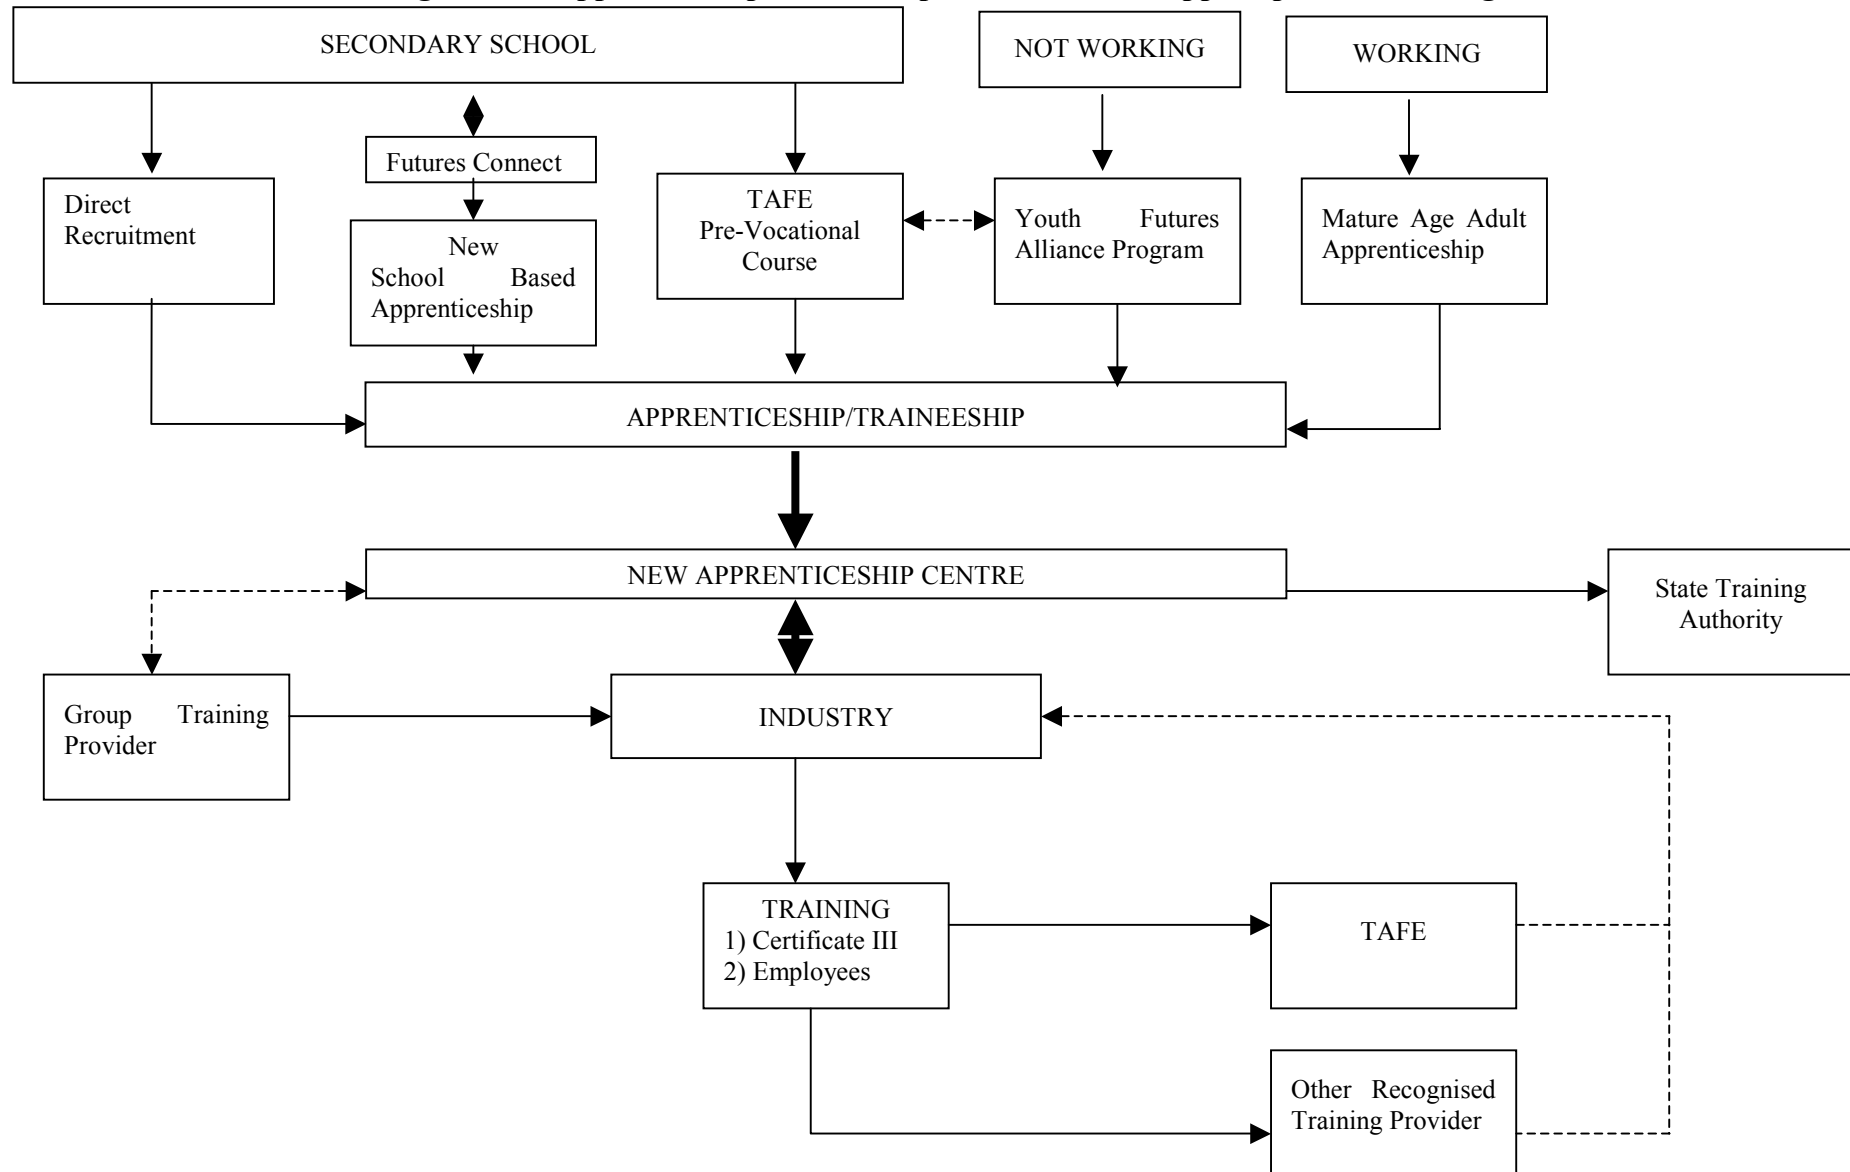 SECONDARY SCHOOL
NOT WORKING
WORKING
Futures Connect
Direct
Recruitment
New
School Based
Apprenticeship
TAFE
Pre-Vocational
Course
Youth Futures
Alliance Program
Mature Age Adult
Apprenticeship
APPRENTICESHIP/TRAINEESHIP
NEW APPRENTICESHIP CENTRE
State Training
Authority
Group Training
Provider
INDUSTRY
TRAINING
1) Certificate III
2) Employees
TAFE
Other Recognised
Training Provider